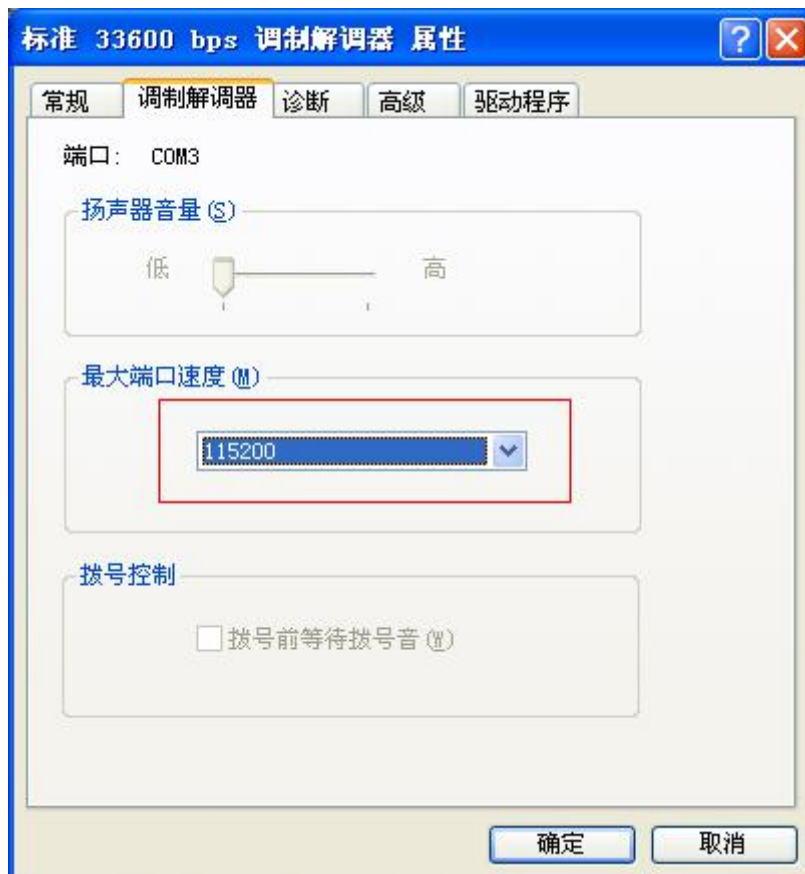 标准 33600 bps 调制解调器 属性
常规 调制解调器 诊断 高级 驱动程序
端口: COM3
扬声器音量(S)
低 高
最大端口速度(M)
115200
拨号控制
拨号前等待拨号音(W)
确定 取消